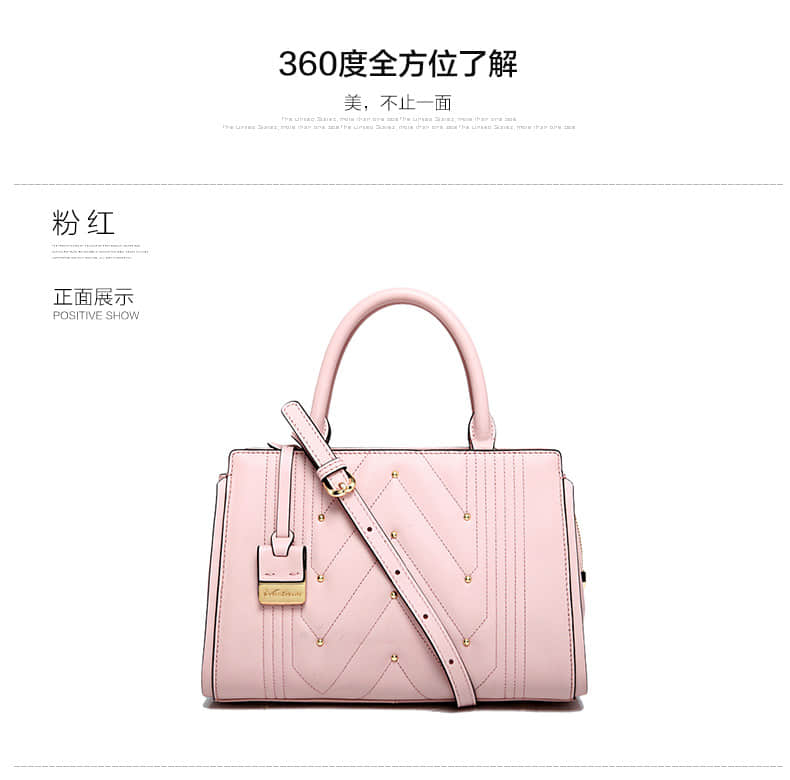 360度全方位了解
美，不止一面
The United States, more than one side The United States, more than one side
The United States, more than one side The United States, more than one side The United States, more than one side
粉红
正面展示
POSITIVE SHOW